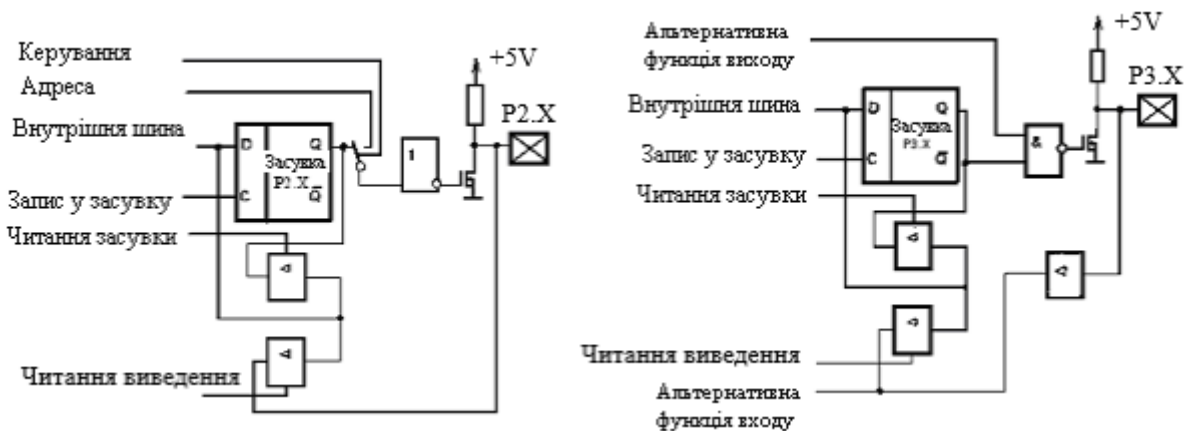 Керування
Адреса
Внутрішня шина
Запис у засувку
Читання засувки
Читання виведення
D
Q
Засувка
P2.X
C
Q
1
+5V
P2.X
Альтернативна
функція виходу
Внутрішня шина
Запис у засувку
Читання засувки
Читання виведення
Альтернативна
функція входу
D
Q
Засувка
P3.X
C
&
+5V
P3.X